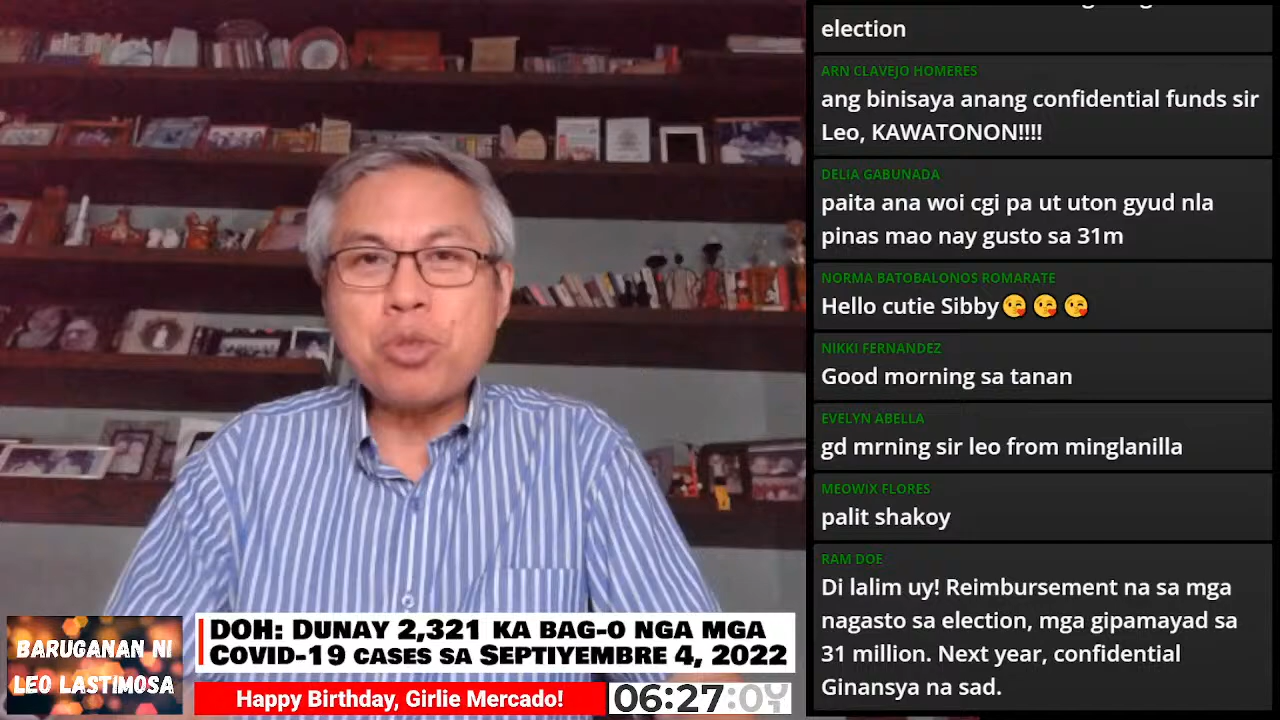 election
ARN CLAVEJO HOMERES
ang binisaya anang confidential funds sir
Leo, KAWATONON!!!!
DELIA GABUNADA
paita ana woi cgi pa ut uton gyud nla
pinas mao nay gusto sa 31m
NORMA BATOBALONOS ROMARATE
Hello cutie Sibby😘 😘 😘
NIKKI FERNANDEZ
Good morning sa tanan
EVELYN ABELLA
gd mrning sir leo from minglanilla
MEOWIX FLORES
palit shakoy
RAM DOE
Di lalim uy! Reimbursement na sa mga
nagasto sa election, mga gipamayad sa
31 million. Next year, confidential
Ginansya na sad.
BARUGANAN NI
LEO LASTIMOSA
DOH: DUNAY 2,321 KA BAG-O NGA MGA
COVID-19 CASES SA SEPTIYEMBRE 4, 2022
Happy Birthday, Girlie Mercado!
06:27